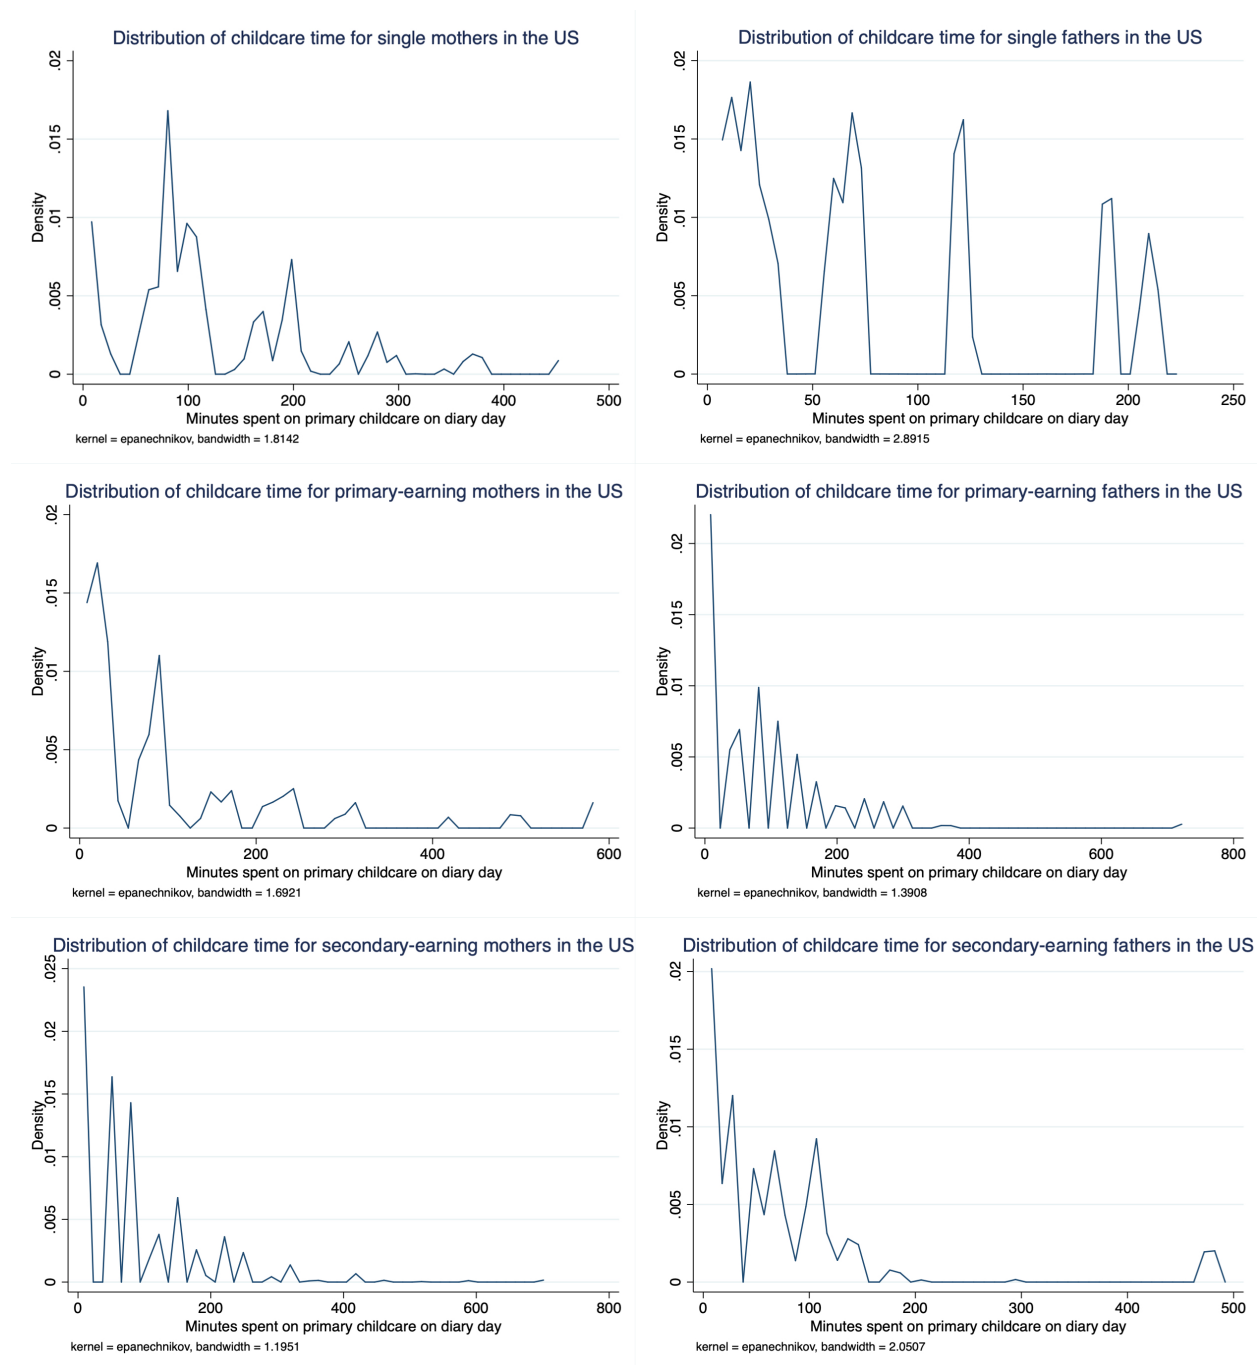 Distribution of childcare time for single mothers in the US
.02
.015
.01
.005
0
Density
0 100 200 300 400 500
Minutes spent on primary childcare on diary day
kernel = epanechnikov, bandwidth = 1.8142
Distribution of childcare time for single fathers in the US
.02
.015
.01
.005
0
Density
0 50 100 150 200 250
Minutes spent on primary childcare on diary day
kernel = epanechnikov, bandwidth = 2.8915
Distribution of childcare time for primary-earning mothers in the US
.02
.015
.01
.005
0
Density
0 200 400 600
Minutes spent on primary childcare on diary day
kernel = epanechnikov, bandwidth = 1.6921
Distribution of childcare time for primary-earning fathers in the US
.02
.015
.01
.005
0
Density
0 200 400 600 800
Minutes spent on primary childcare on diary day
kernel = epanechnikov, bandwidth = 1.3908
Distribution of childcare time for secondary-earning mothers in the US
.025
.02
.015
.01
.005
0
Density
0 200 400 600 800
Minutes spent on primary childcare on diary day
kernel = epanechnikov, bandwidth = 1.1951
Distribution of childcare time for secondary-earning fathers in the US
.02
.015
.01
.005
0
Density
0 100 200 300 400 500
Minutes spent on primary childcare on diary day
kernel = epanechnikov, bandwidth = 2.0507